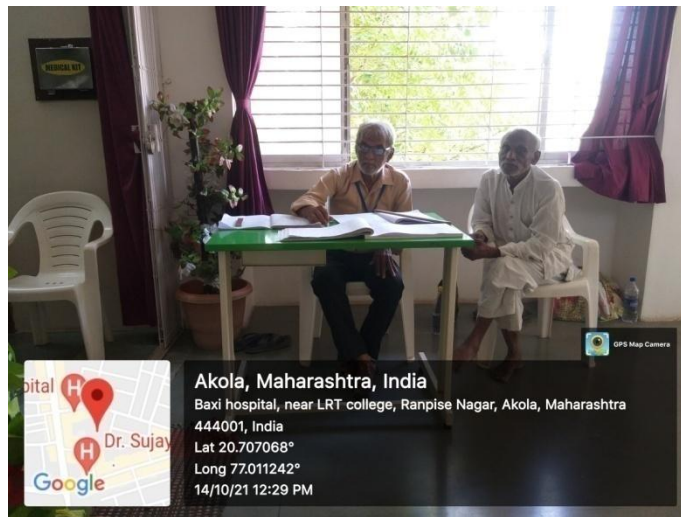 MEDICAL KIT
GPS Map Camera
pital
H
H
Dr. Sujay
Google
Akola, Maharashtra, India
Baxi hospital, near LRT college, Ranpise Nagar, Akola, Maharashtra
444001, India
Lat 20.707068°
Long 77.011242°
14/10/21 12:29 PM